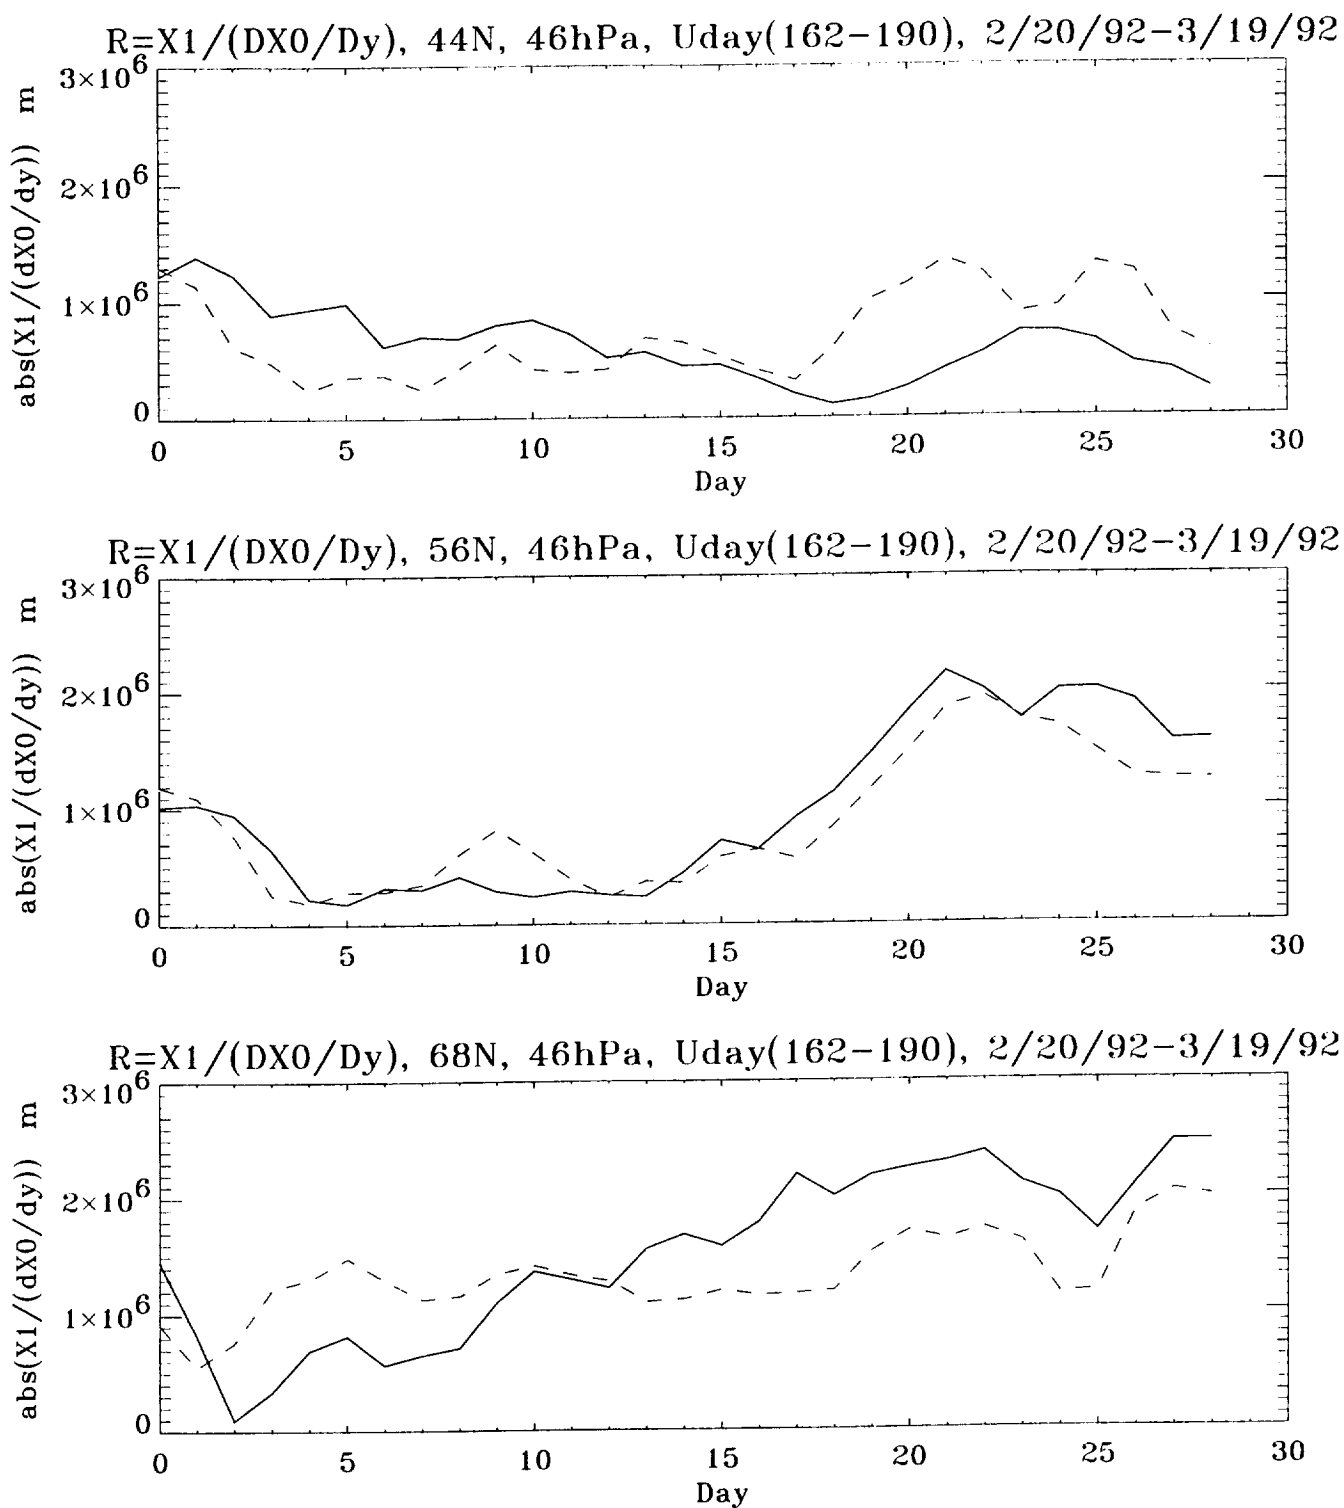 R=X1/(DX0/Dy), 44N, 46hPa, Uday(162-190), 2/20/92-3/19/92
abs(X1/(dX0/dy)) m
3×10^6
2×10^6
1×10^6
0
0 5 10 15 20 25 30
Day
R=X1/(DX0/Dy), 56N, 46hPa, Uday(162-190), 2/20/92-3/19/92
abs(X1/(dX0/dy)) m
3×10^6
2×10^6
1×10^6
0
0 5 10 15 20 25 30
Day
R=X1/(DX0/Dy), 68N, 46hPa, Uday(162-190), 2/20/92-3/19/92
abs(X1/(dX0/dy)) m
3×10^6
2×10^6
1×10^6
0
0 5 10 15 20 25 30
Day